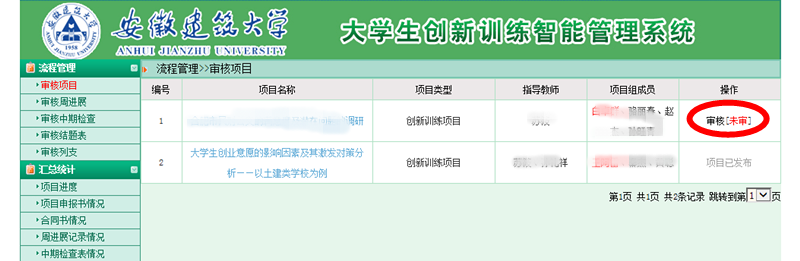 安徽建筑大学
ANHUI JIANZHU UNIVERSITY
1958
大学生创新训练智能管理系统
流程管理
审核项目
审核周进展
审核中期检查
审核结题表
审核列支
汇总统计
项目进度
项目申报书情况
合同书情况
周进展记录情况
中期检查表情况
流程管理>>审核项目
编号 项目名称 项目类型 指导教师 项目组成员 操作
1 调研 创新训练项目 、赵 审核[未审]
2 大学生创业意愿的影响因素及其激发对策分
析——以土建类学校为例 创新训练项目 祥 项目已发布
第1页 共1页 共2条记录 跳转到第 1 页